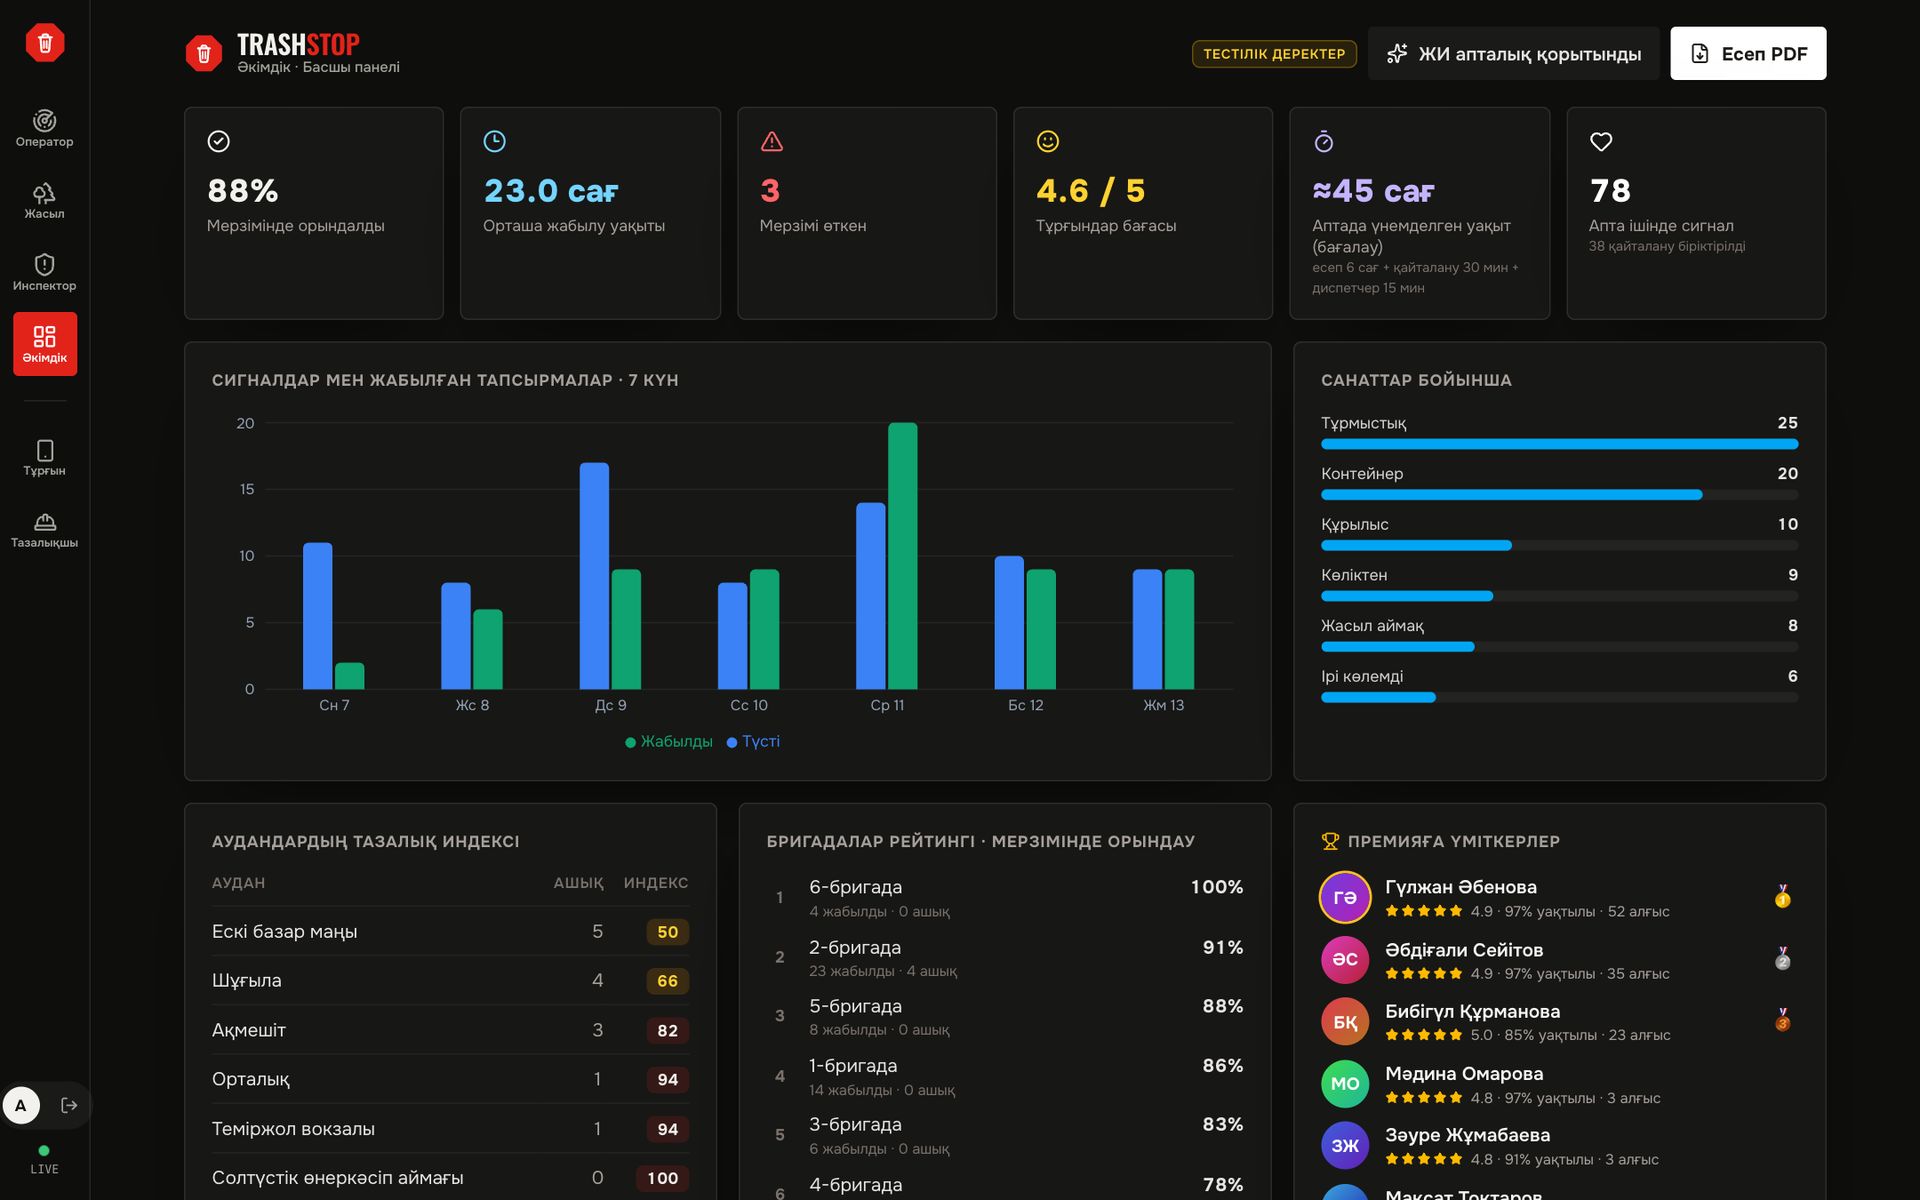 TRASHSTOP
Әкімдік · Басшы панелі
ТЕСТІЛІК ДЕРЕКТЕР
ЖИ апталық қорытынды
Есеп PDF
Оператор
Жасыл
Инспектор
Әкімдік
Тұрғын
Тазалықшы
A
LIVE
88%
Мерзімінде орындалды
23.0 сағ
Орташа жабылу уақыты
3
Мерзімі өткен
4.6 / 5
Тұрғындар бағасы
≈45 сағ
Аптада үнемделген уақыт
(бағалау)
есеп 6 сағ + қайталану 30 мин +
диспетчер 15 мин
78
Апта ішінде сигнал
38 қайталану біріктірілді
СИГНАЛДАР МЕН ЖАБЫЛҒАН ТАПСЫРМАЛАР · 7 КҮН
20
15
10
5
0
Сн 7
Жс 8
Дс 9
Сс 10
Ср 11
Бс 12
Жм 13
Жабылды
Түсті
САНАТТАР БОЙЫНША
Тұрмыстық 25
Контейнер 20
Құрылыс 10
Көліктен 9
Жасыл аймақ 8
Ірі көлемді 6
АУДАНДАРДЫҢ ТАЗАЛЫҚ ИНДЕКСІ
АУДАН АШЫҚ ИНДЕКС
Ескі базар маңы 5 50
Шұғыла 4 66
Ақмешіт 3 82
Орталық 1 94
Теміржол вокзалы 1 94
Солтүстік өнеркәсіп аймағы 0 100
БРИГАДАЛАР РЕЙТИНГІ · МЕРЗІМІНДЕ ОРЫНДАУ
1 6-бригада 100%
4 жабылды · 0 ашық
2 2-бригада 91%
23 жабылды · 4 ашық
3 5-бригада 88%
8 жабылды · 0 ашық
4 1-бригада 86%
14 жабылды · 0 ашық
5 3-бригада 83%
6 жабылды · 0 ашық
6 4-бригада 78%
ПРЕМИЯҒА ҮМІТКЕРЛЕР
ГӘ Гүлжан Әбенова 1
4.9 · 97% уақтылы · 52 алғыс
ӘС Әбдіғали Сейітов 2
4.9 · 97% уақтылы · 35 алғыс
БҚ Бибігүл Құрманова 3
5.0 · 85% уақтылы · 23 алғыс
МО Мәдина Омарова
4.8 · 97% уақтылы · 3 алғыс
ЗЖ Зәуре Жұмабаева
4.8 · 91% уақтылы · 3 алғыс
Мақсат Тоқтаров